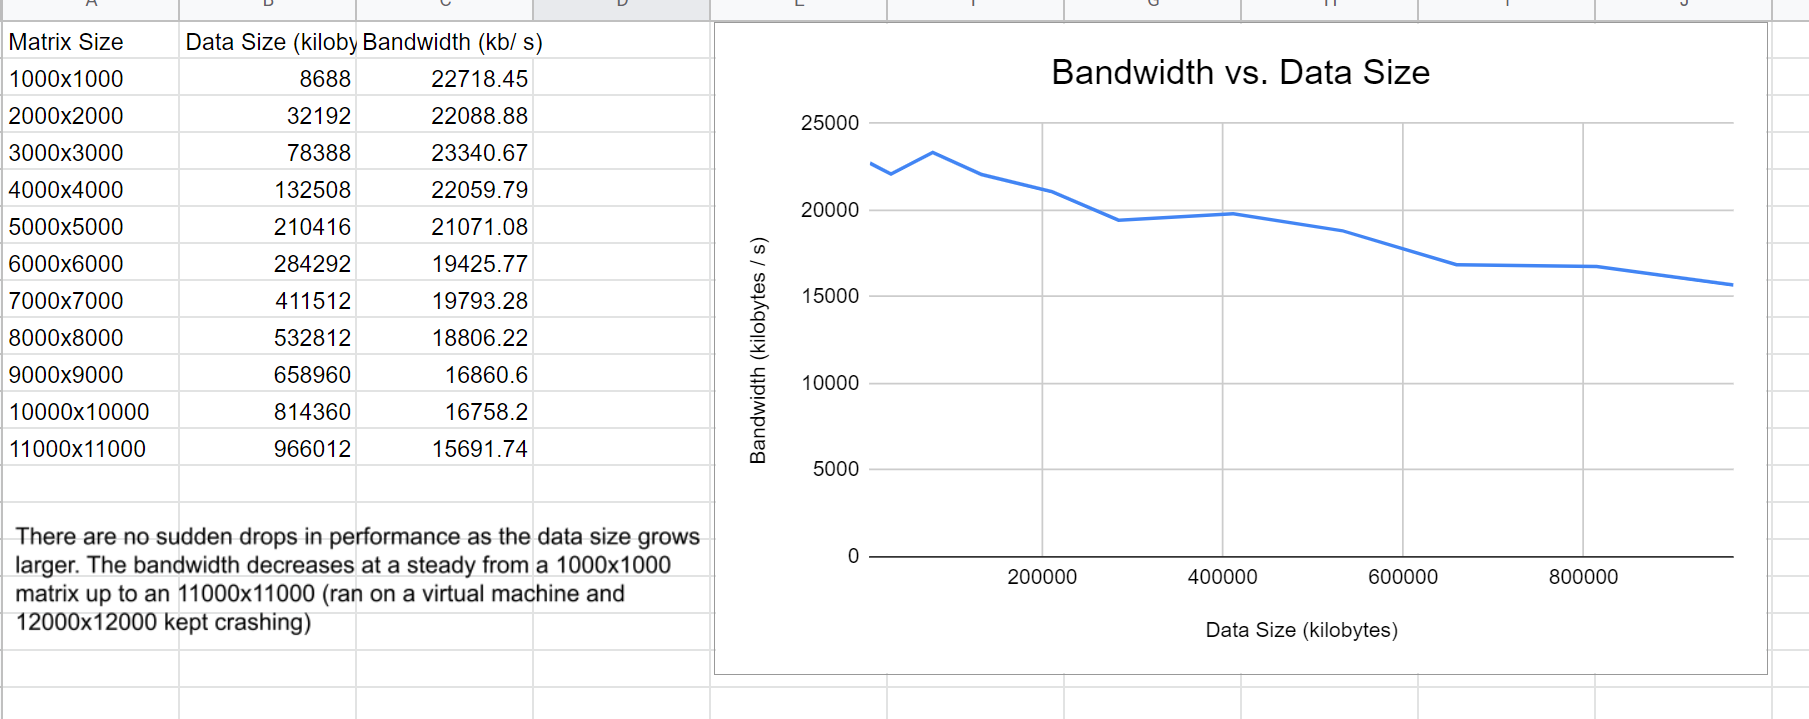 Matrix Size Data Size (kiloby Bandwidth (kb/ s)
1000x1000 8688 22718.45
2000x2000 32192 22088.88
3000x3000 78388 23340.67
4000x4000 132508 22059.79
5000x5000 210416 21071.08
6000x6000 284292 19425.77
7000x7000 411512 19793.28
8000x8000 532812 18806.22
9000x9000 658960 16860.6
10000x10000 814360 16758.2
11000x11000 966012 15691.74
There are no sudden drops in performance as the data size grows
larger. The bandwidth decreases at a steady from a 1000x1000
matrix up to an 11000x11000 (ran on a virtual machine and
12000x12000 kept crashing)
Bandwidth vs. Data Size
Bandwidth (kilobytes / s)
25000
20000
15000
10000
5000
0
200000 400000 600000 800000
Data Size (kilobytes)